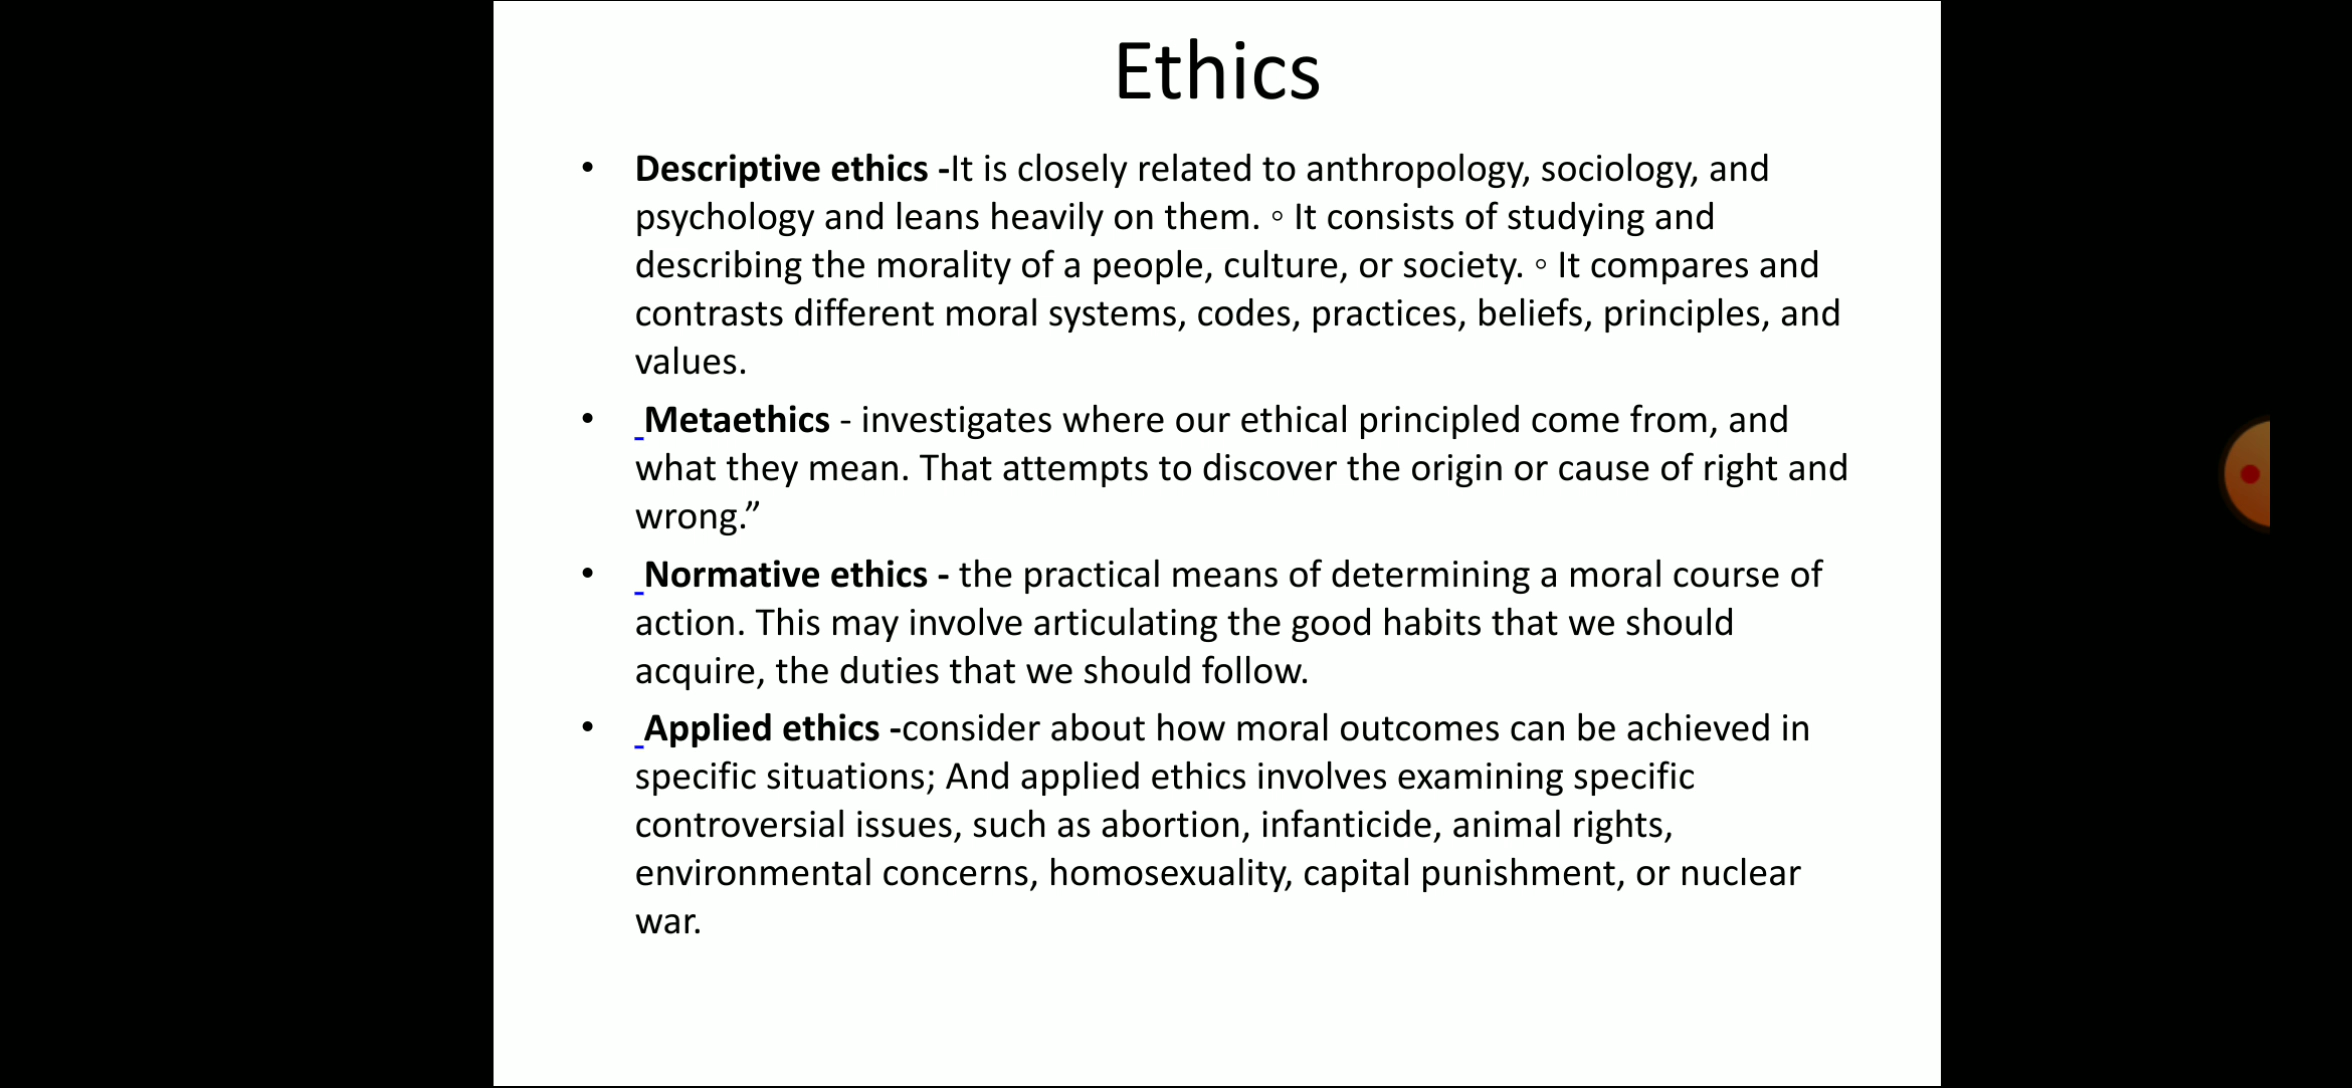 Ethics
• Descriptive ethics -It is closely related to anthropology, sociology, and
psychology and leans heavily on them. ◦ It consists of studying and
describing the morality of a people, culture, or society. ◦ It compares and
contrasts different moral systems, codes, practices, beliefs, principles, and
values.
• Metaethics - investigates where our ethical principled come from, and
what they mean. That attempts to discover the origin or cause of right and
wrong.”
• Normative ethics - the practical means of determining a moral course of
action. This may involve articulating the good habits that we should
acquire, the duties that we should follow.
• Applied ethics -consider about how moral outcomes can be achieved in
specific situations; And applied ethics involves examining specific
controversial issues, such as abortion, infanticide, animal rights,
environmental concerns, homosexuality, capital punishment, or nuclear
war.